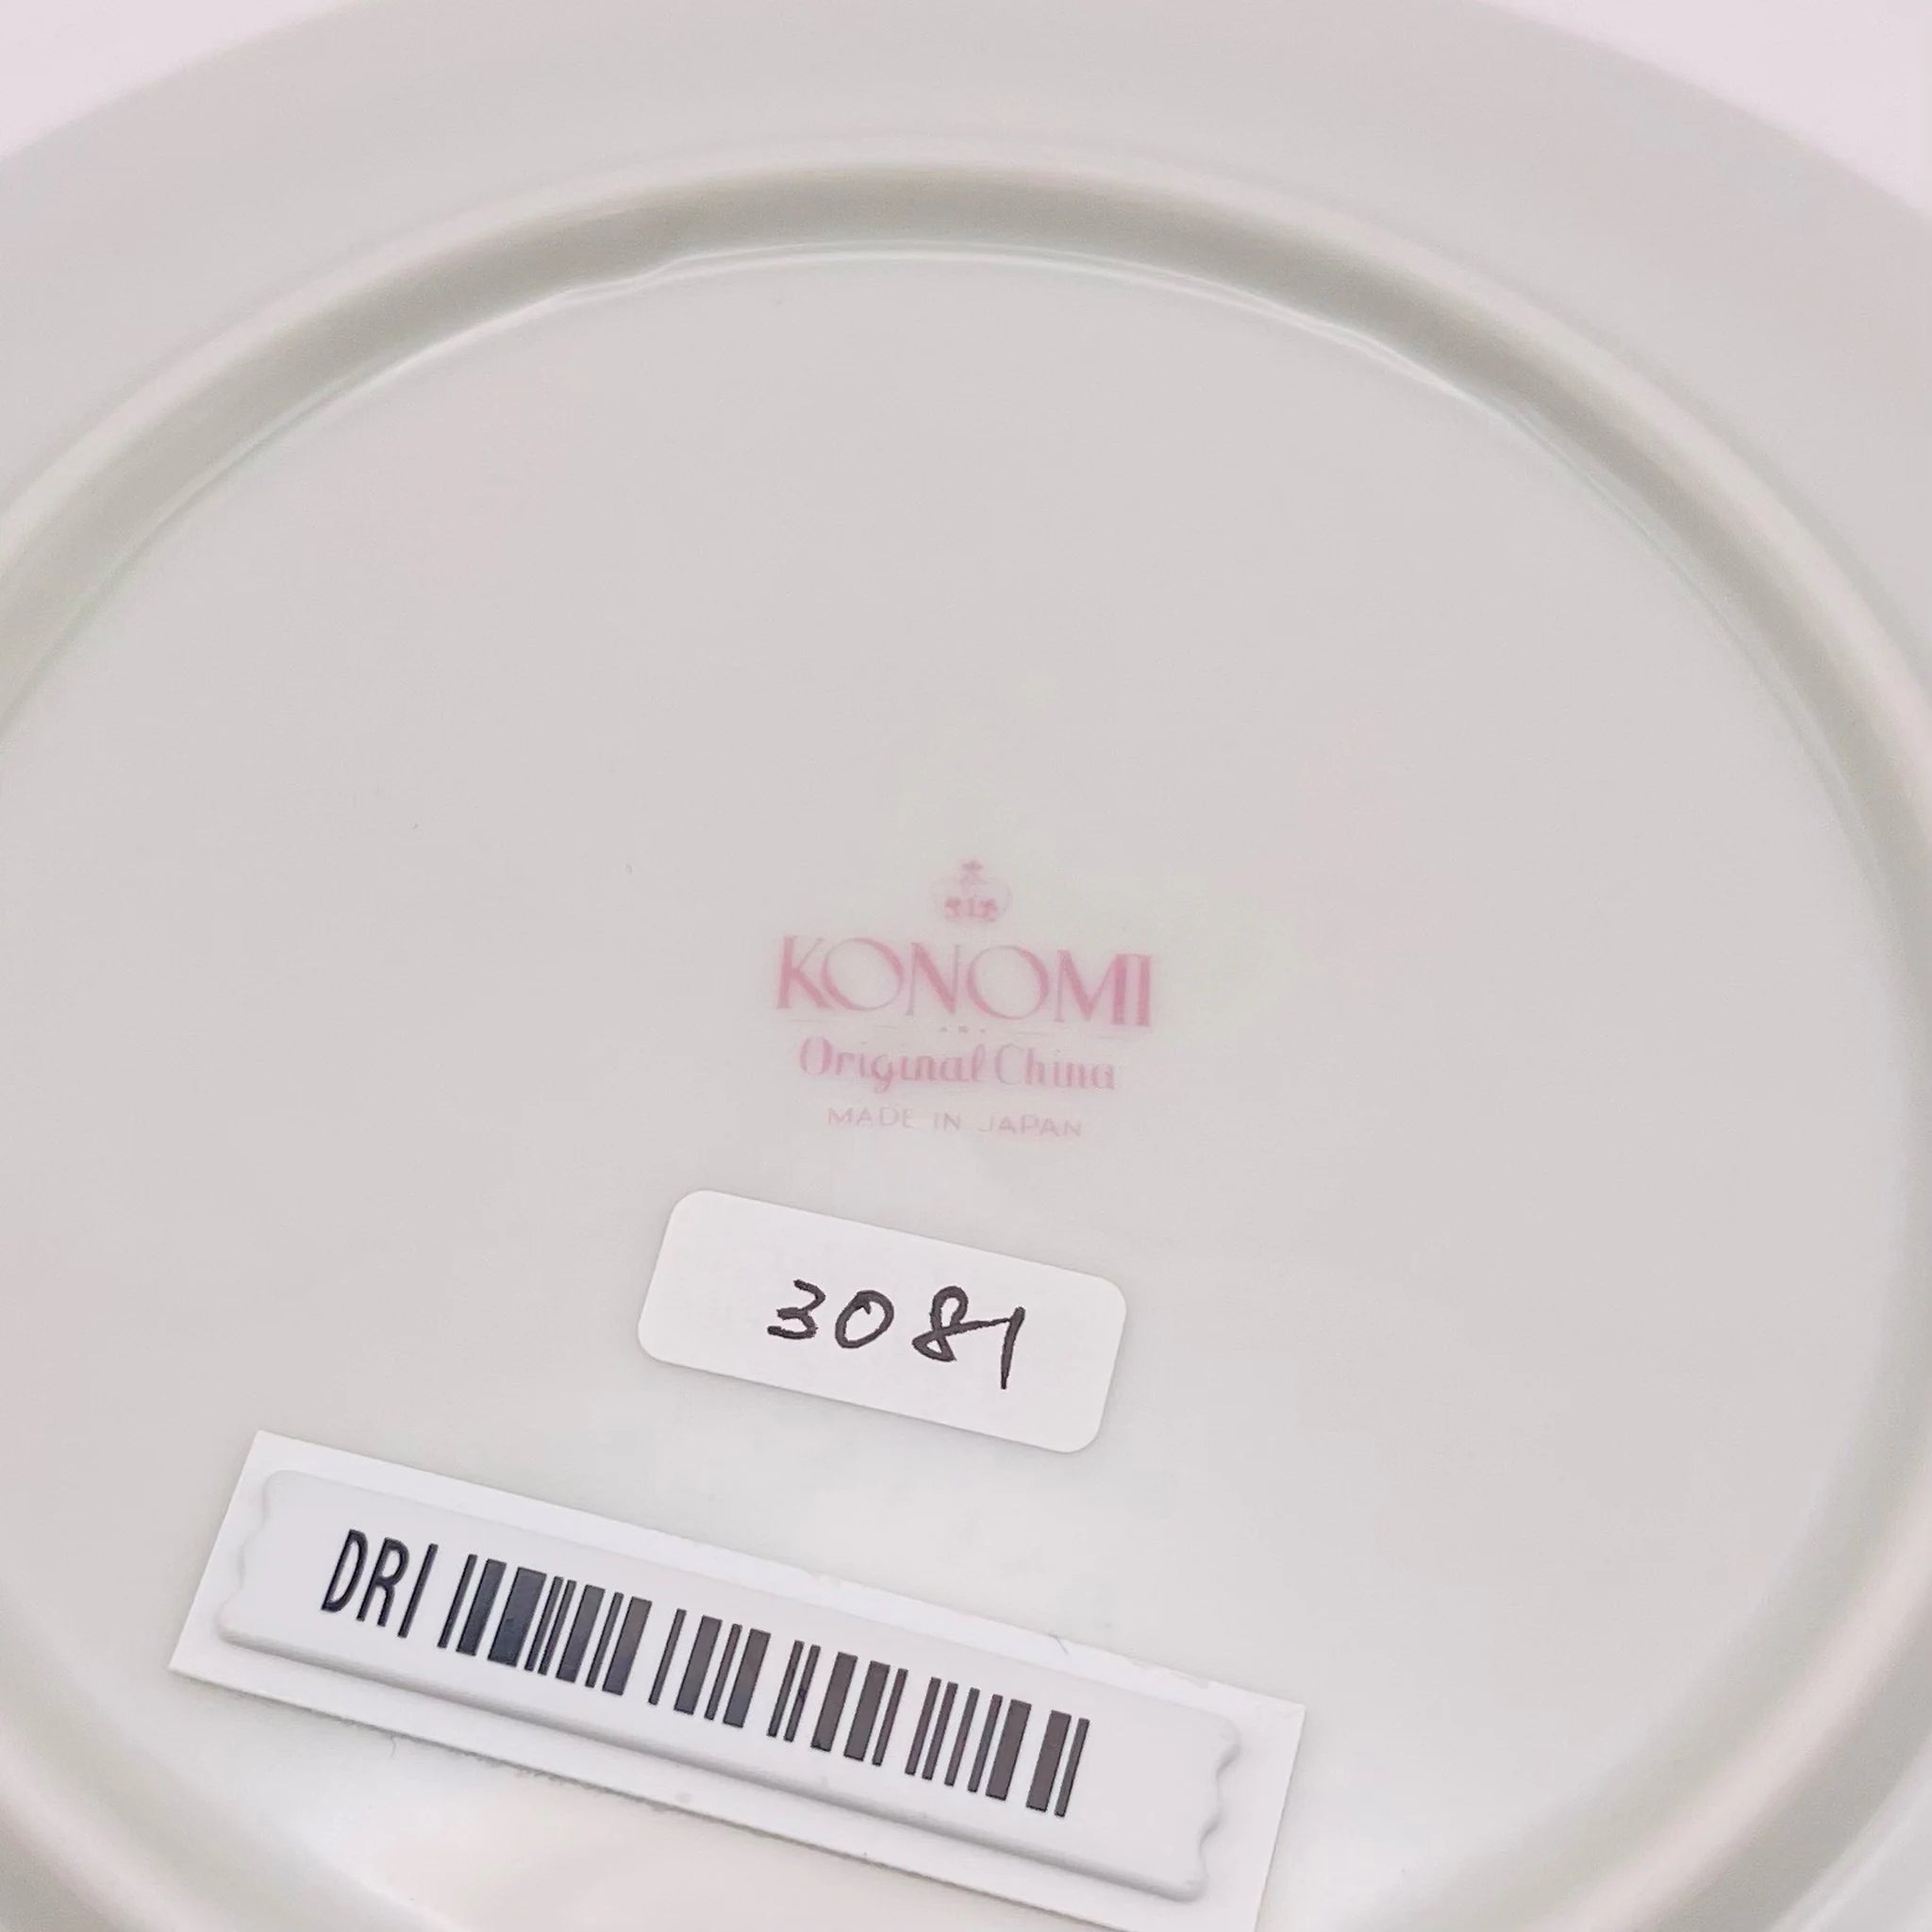 KONOMI
Original China
MADE IN JAPAN
3081
DRI